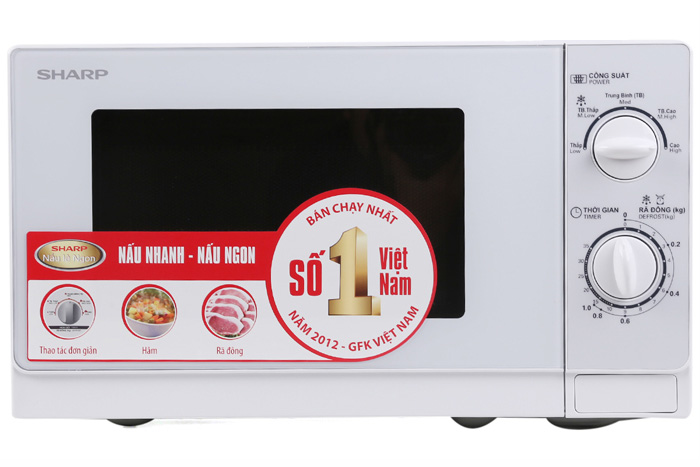 SHARP
CÔNG SUẤT
POWER
Trung Bình (TB)
Med
TB.Thấp
M.Low
TB.Cao
M.High
Thấp
Low
Cao
High
THỜI GIAN
TIMER
RÃ ĐÔNG (kg)
DEFROST(kg)
0
0.2
0.4
0.6
0.8
1.0
SHARP
Nấu là Ngon
NẤU NHANH - NẤU NGON
Thao tác đơn giản
Hâm
Rã đông
BÁN CHẠY NHẤT
SỐ 1 Việt
Nam
NĂM 2012 - GFK VIỆT NAM